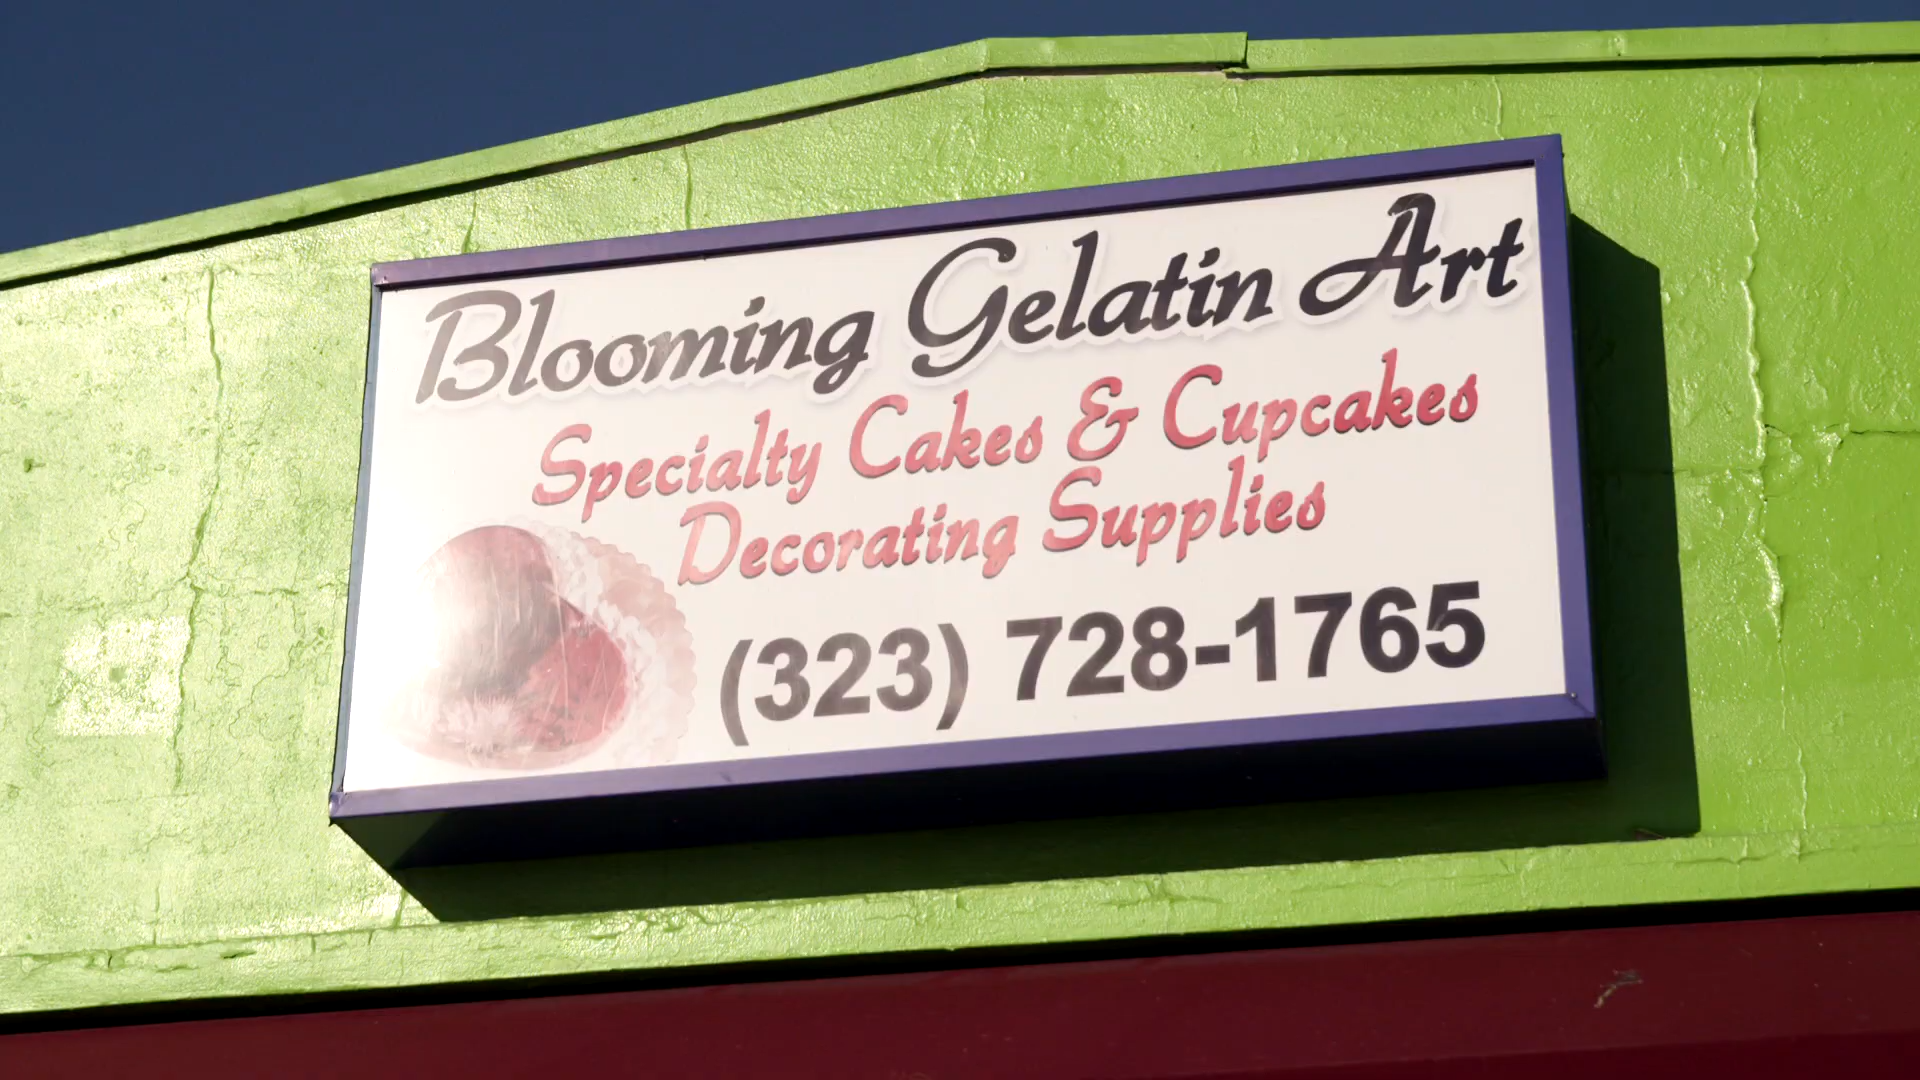 Blooming Gelatin Art
Specialty Cakes & Cupcakes
Decorating Supplies
(323) 728-1765